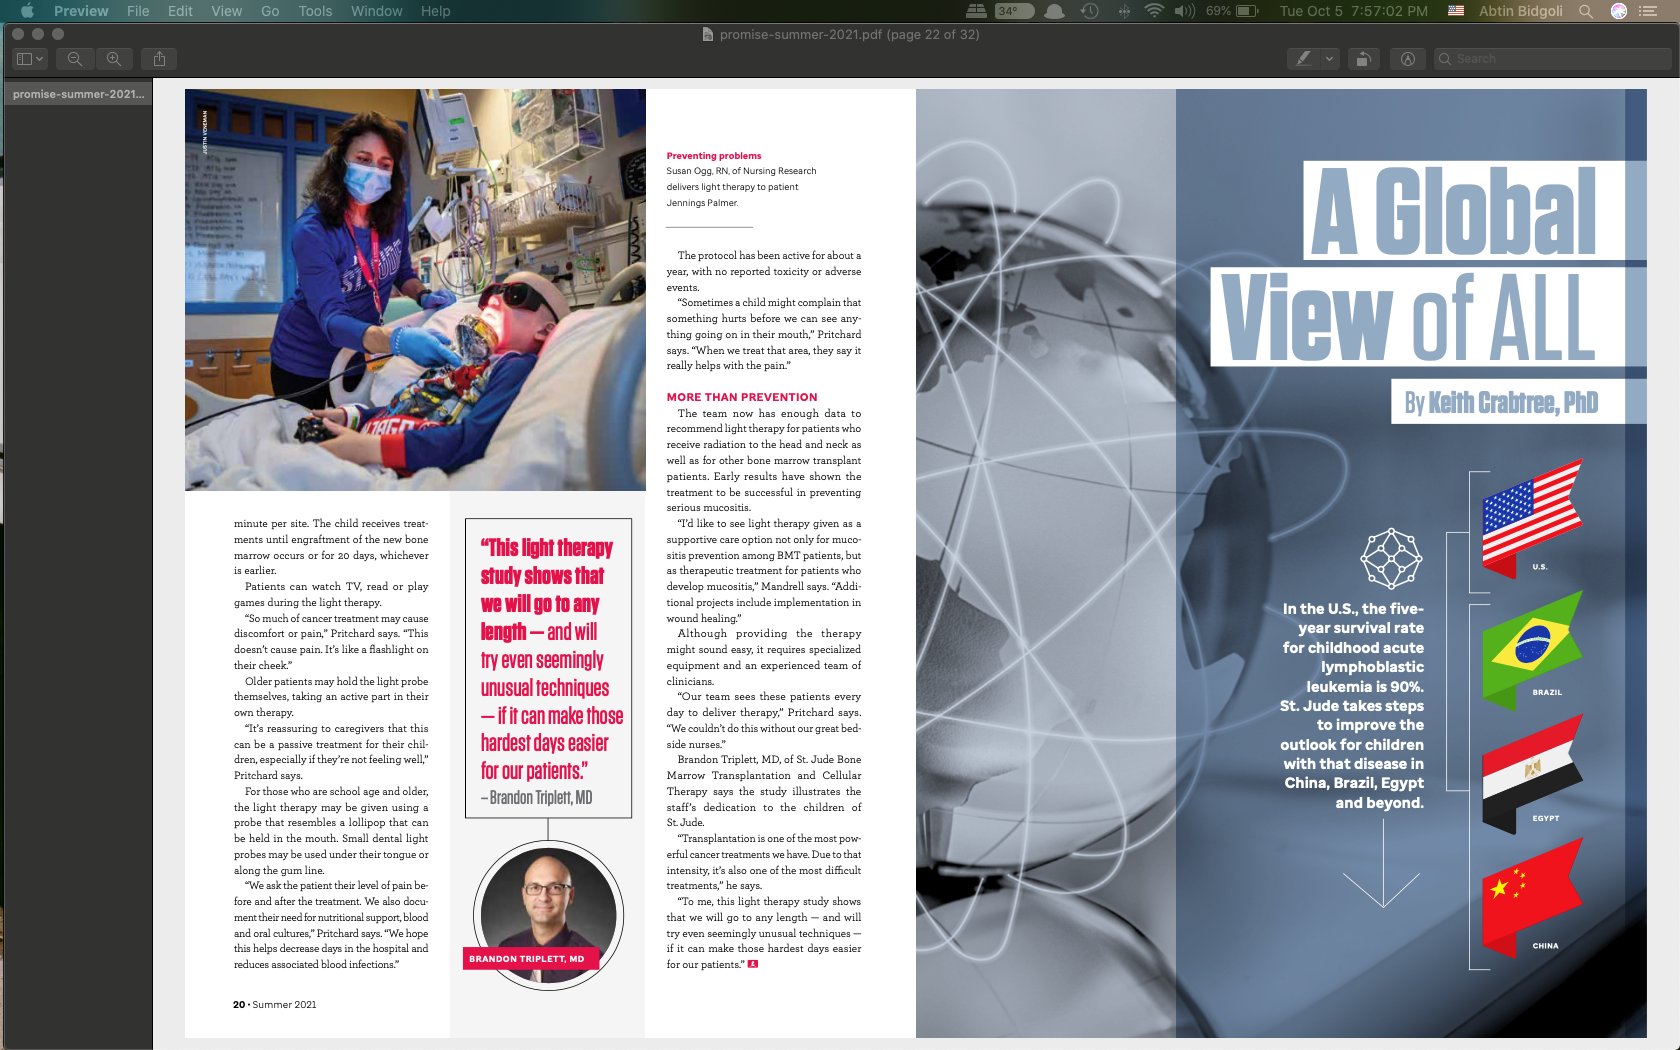 Preview File Edit View Go Tools Window Help
34° 69% Tue Oct 5 7:57:02 PM Abtin Bidgoli
promise-summer-2021.pdf (page 22 of 32)
Search
promise-summer-2021...
JUSTIN VENEMAN
minute per site. The child receives treat-
ments until engraftment of the new bone
marrow occurs or for 20 days, whichever
is earlier.
Patients can watch TV, read or play
games during the light therapy.
“So much of cancer treatment may cause
discomfort or pain,” Pritchard says. “This
doesn’t cause pain. It’s like a flashlight on
their cheek.”
Older patients may hold the light probe
themselves, taking an active part in their
own therapy.
“It’s reassuring to caregivers that this
can be a passive treatment for their chil-
dren, especially if they’re not feeling well,”
Pritchard says.
For those who are school age and older,
the light therapy may be given using a
probe that resembles a lollipop that can
be held in the mouth. Small dental light
probes may be used under their tongue or
along the gum line.
“We ask the patient their level of pain be-
fore and after the treatment. We also docu-
ment their need for nutritional support, blood
and oral cultures,” Pritchard says. “We hope
this helps decrease days in the hospital and
reduces associated blood infections.”
20 • Summer 2021
“This light therapy
study shows that
we will go to any
length — and will
try even seemingly
unusual techniques
— if it can make those
hardest days easier
for our patients.”
– Brandon Triplett, MD
BRANDON TRIPLETT, MD
Preventing problems
Susan Ogg, RN, of Nursing Research
delivers light therapy to patient
Jennings Palmer.
The protocol has been active for about a
year, with no reported toxicity or adverse
events.
“Sometimes a child might complain that
something hurts before we can see any-
thing going on in their mouth,” Pritchard
says. “When we treat that area, they say it
really helps with the pain.”
MORE THAN PREVENTION
The team now has enough data to
recommend light therapy for patients who
receive radiation to the head and neck as
well as for other bone marrow transplant
patients. Early results have shown the
treatment to be successful in preventing
serious mucositis.
“I’d like to see light therapy given as a
supportive care option not only for muco-
sitis prevention among BMT patients, but
as therapeutic treatment for patients who
develop mucositis,” Mandrell says. “Addi-
tional projects include implementation in
wound healing.”
Although providing the therapy
might sound easy, it requires specialized
equipment and an experienced team of
clinicians.
“Our team sees these patients every
day to deliver therapy,” Pritchard says.
“We couldn’t do this without our great bed-
side nurses.”
Brandon Triplett, MD, of St. Jude Bone
Marrow Transplantation and Cellular
Therapy says the study illustrates the
staff’s dedication to the children of
St. Jude.
“Transplantation is one of the most pow-
erful cancer treatments we have. Due to that
intensity, it’s also one of the most difficult
treatments,” he says.
“To me, this light therapy study shows
that we will go to any length — and will
try even seemingly unusual techniques —
if it can make those hardest days easier
for our patients.”
A Global
View of ALL
By Keith Crabtree, PhD
In the U.S., the five-
year survival rate
for childhood acute
lymphoblastic
leukemia is 90%.
St. Jude takes steps
to improve the
outlook for children
with that disease in
China, Brazil, Egypt
and beyond.
U.S.
BRAZIL
EGYPT
CHINA